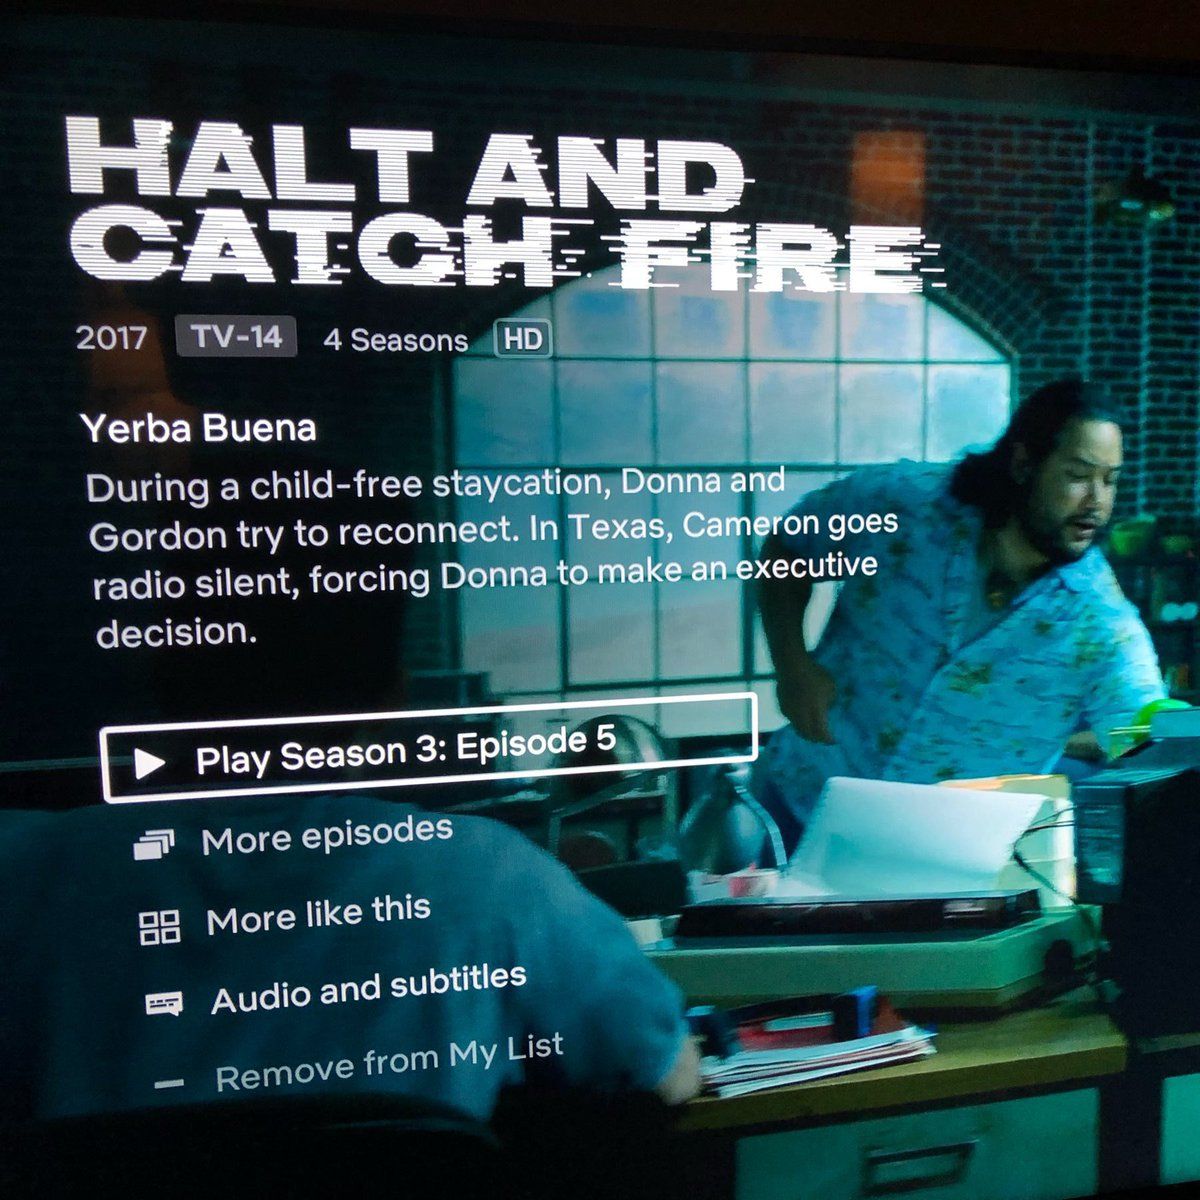 HALT AND
CATCH FIRE
2017 TV-14 4 Seasons HD
Yerba Buena
During a child-free staycation, Donna and
Gordon try to reconnect. In Texas, Cameron goes
radio silent, forcing Donna to make an executive
decision.
Play Season 3: Episode 5
More episodes
More like this
Audio and subtitles
Remove from My List